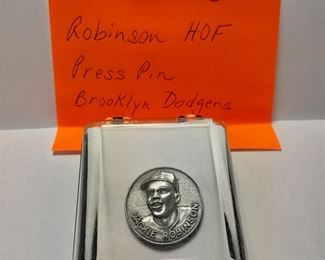 Robinson HOF
Press Pin
Brooklyn Dodgers
JACKIE ROBINSON